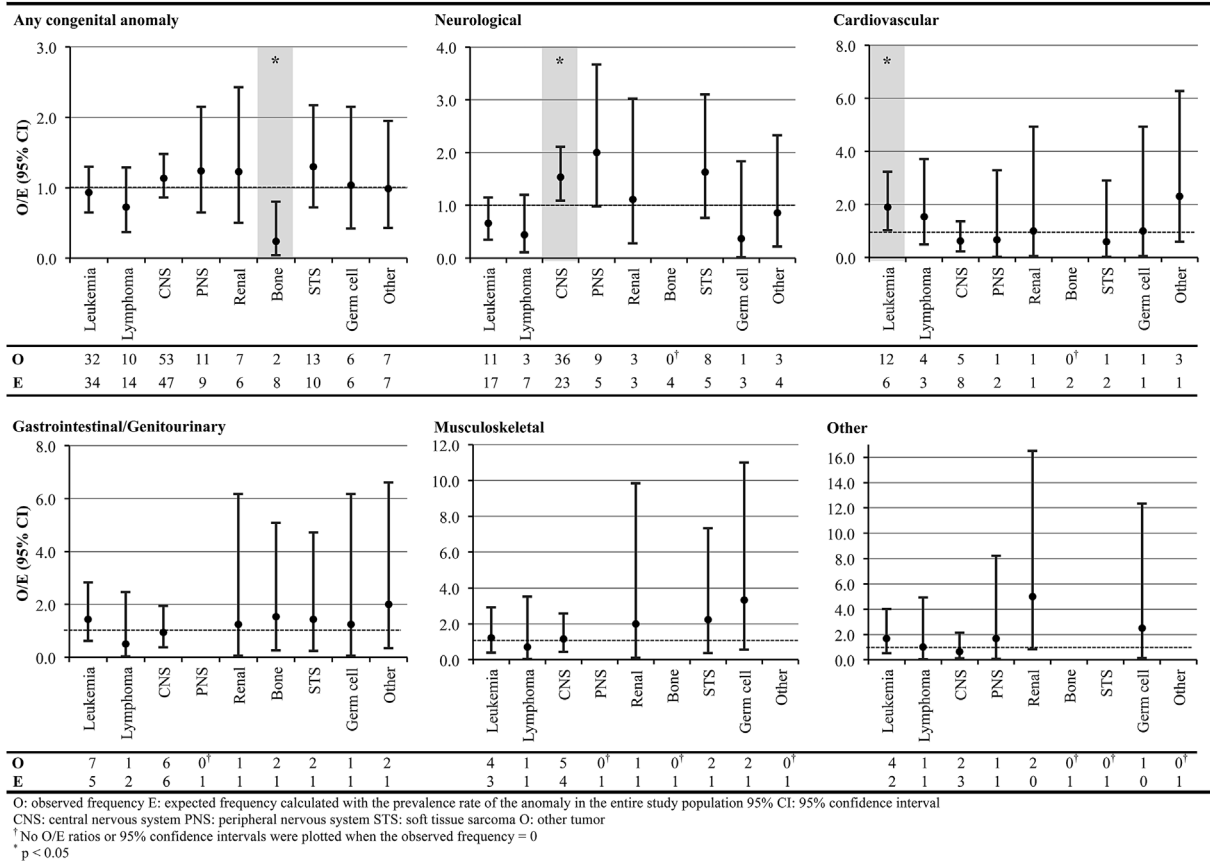 Any congenital anomaly
Neurological
Cardiovascular
O/E (95% CI)
3.0
2.0
1.0
0.0
*
5.0
4.0
3.0
2.0
1.0
0.0
*
8.0
6.0
4.0
2.0
0.0
*
Leukemia Lymphoma CNS PNS Renal Bone STS Germ cell Other
Leukemia Lymphoma CNS PNS Renal Bone STS Germ cell Other
Leukemia Lymphoma CNS PNS Renal Bone STS Germ cell Other
O 32 10 53 11 7 2 13 6 7 11 3 36 9 3 0† 8 1 3 12 4 5 1 1 0† 1 1 3
E 34 14 47 9 6 8 10 6 7 17 7 23 5 3 4 5 3 4 6 3 8 2 1 2 2 1 1
Gastrointestinal/Genitourinary
Musculoskeletal
Other
O/E (95% CI)
8.0
6.0
4.0
2.0
0.0
12.0
10.0
8.0
6.0
4.0
2.0
0.0
16.0
14.0
12.0
10.0
8.0
6.0
4.0
2.0
0.0
Leukemia Lymphoma CNS PNS Renal Bone STS Germ cell Other
Leukemia Lymphoma CNS PNS Renal Bone STS Germ cell Other
Leukemia Lymphoma CNS PNS Renal Bone STS Germ cell Other
O 7 1 6 0† 1 2 2 1 2 4 1 5 0† 1 0† 2 2 0† 4 1 2 1 2 0† 0† 1 0†
E 5 2 6 1 1 1 1 1 1 3 1 4 1 1 1 1 1 1 2 1 3 1 0 1 1 0 1
O: observed frequency E: expected frequency calculated with the prevalence rate of the anomaly in the entire study population 95% CI: 95% confidence interval
CNS: central nervous system PNS: peripheral nervous system STS: soft tissue sarcoma O: other tumor
† No O/E ratios or 95% confidence intervals were plotted when the observed frequency = 0
* p < 0.05